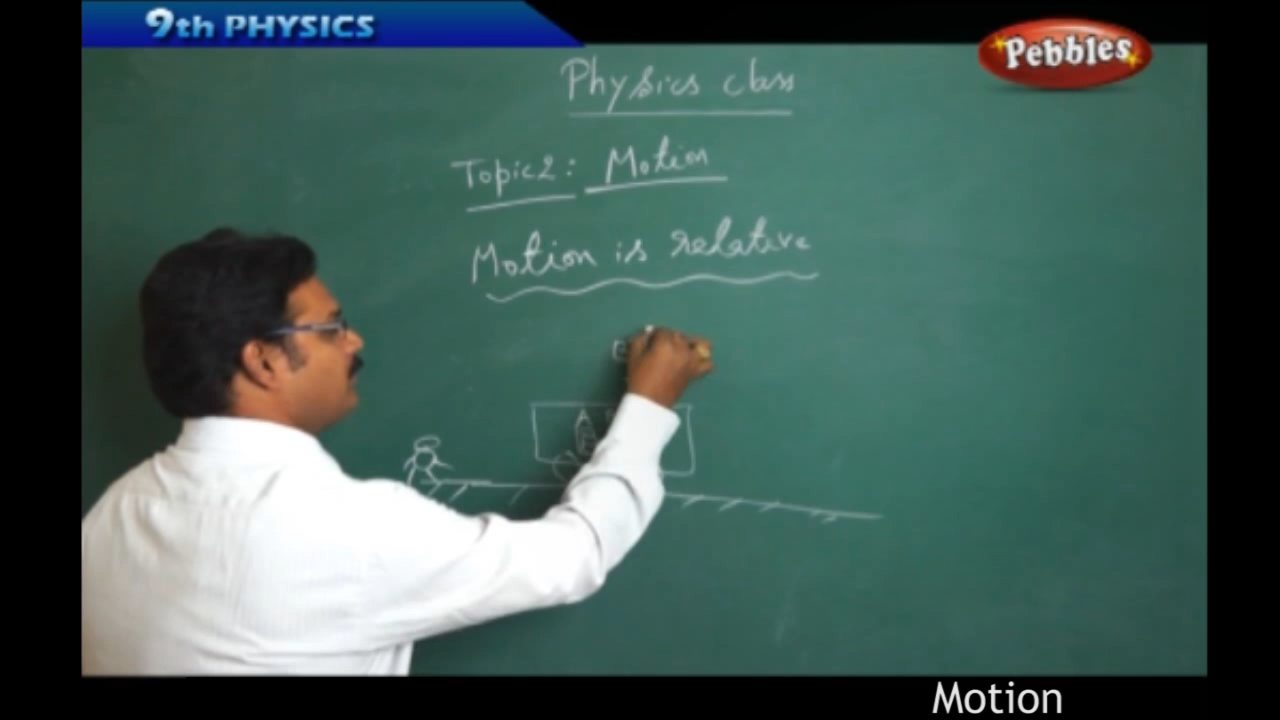 9th PHYSICS
Pebbles
Physics class
Topic2: Motion
Motion is relative
Motion